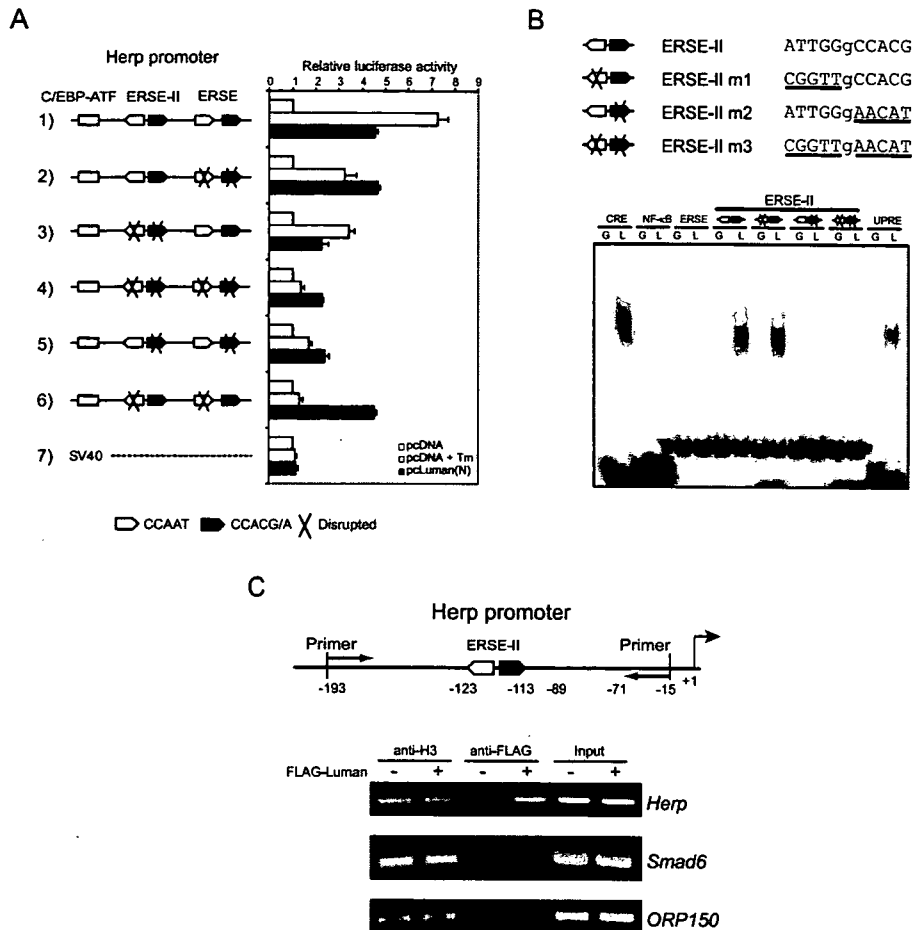 A
Herp promoter
Relative luciferase activity
0 1 2 3 4 5 6 7 8 9
C/EBP-ATF ERSE-II ERSE
1)
2)
3)
4)
5)
6)
7) SV40
pcDNA
pcDNA + Tm
pcLuman(N)
CCAAT CCACG/A Disrupted
B
ERSE-II ATTGGgCCACG
ERSE-II m1 CGGTTgCCACG
ERSE-II m2 ATTGGgAACAT
ERSE-II m3 CGGTTgAACAT
ERSE-II
CRE NF-κB ERSE UPRE
G L G L G L G L G L G L G L G L
C
Herp promoter
Primer ERSE-II Primer
-193 -123 -113 -89 -71 -15 +1
anti-H3 anti-FLAG Input
FLAG-Luman - + - + - +
Herp
Smad6
ORP150